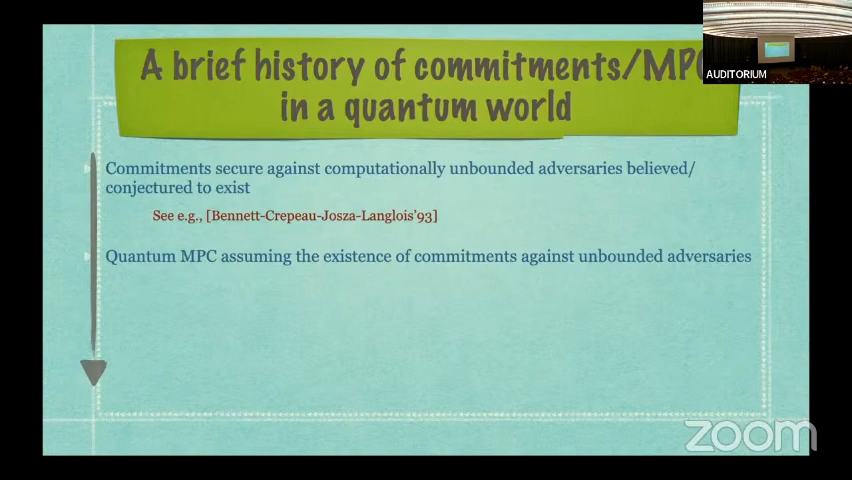 A brief history of commitments/MPC
in a quantum world
AUDITORIUM
Commitments secure against computationally unbounded adversaries believed/
conjectured to exist
See e.g., [Bennett-Crepeau-Josza-Langlois'93]
Quantum MPC assuming the existence of commitments against unbounded adversaries
zoom